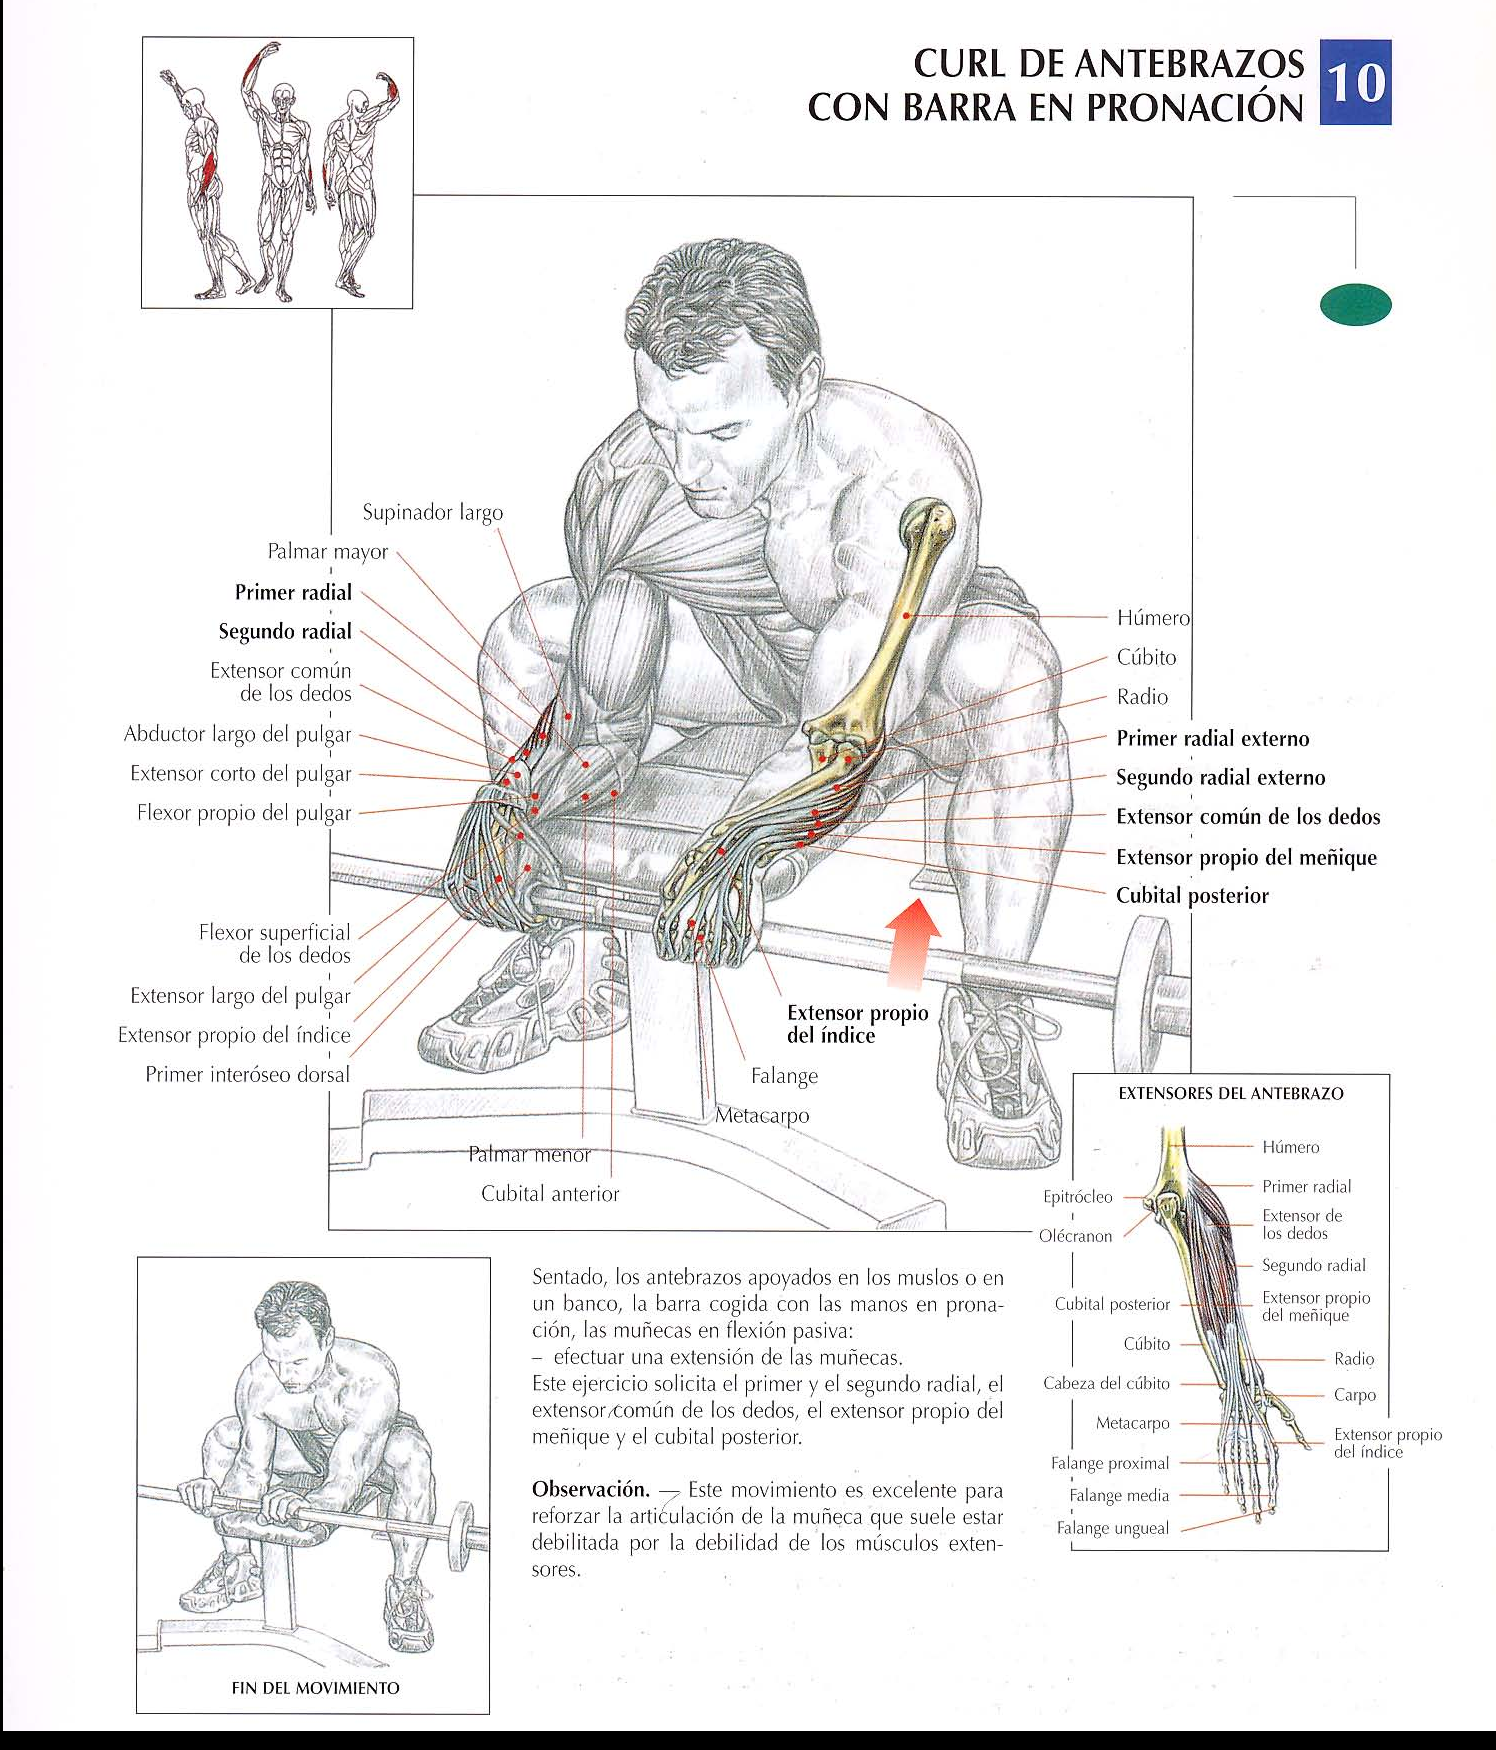 CURL DE ANTEBRAZOS
CON BARRA EN PRONACIÓN
10
Supinador largo
Palmar mayor
Primer radial
Segundo radial
Extensor común
de los dedos
Abductor largo del pulgar
Extensor corto del pulgar
Flexor propio del pulgar
Flexor superficial
de los dedos
Extensor largo del pulgar
Extensor propio del índice
Primer interóseo dorsal
Húmero
Cúbito
Radio
Primer radial externo
Segundo radial externo
Extensor común de los dedos
Extensor propio del meñique
Cubital posterior
Extensor propio
del índice
Falange
Metacarpo
Palmar menor
Cubital anterior
EXTENSORES DEL ANTEBRAZO
Húmero
Epitrócleo
Primer radial
Extensor de
los dedos
Olécranon
Segundo radial
Cubital posterior
Extensor propio
del meñique
Cúbito
Radio
Cabeza del cúbito
Carpo
Metacarpo
Extensor propio
del índice
Falange proximal
Falange media
Falange ungueal
Sentado, los antebrazos apoyados en los muslos o en
un banco, la barra cogida con las manos en prona-
ción, las muñecas en flexión pasiva:
– efectuar una extensión de las muñecas.
Este ejercicio solicita el primer y el segundo radial, el
extensor común de los dedos, el extensor propio del
meñique y el cubital posterior.
Observación. — Este movimiento es excelente para
reforzar la articulación de la muñeca que suele estar
debilitada por la debilidad de los músculos exten-
sores.
FIN DEL MOVIMIENTO